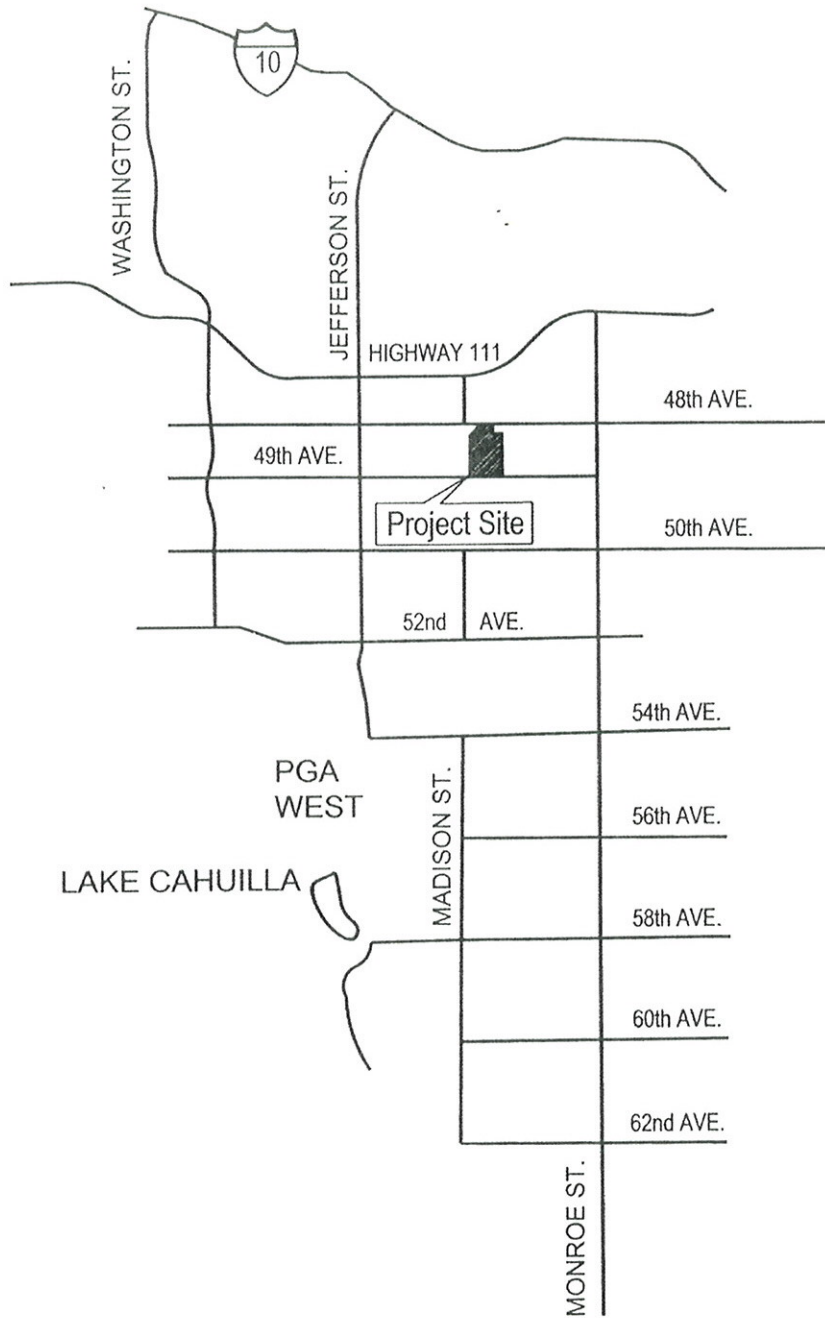 10
WASHINGTON ST.
JEFFERSON ST.
HIGHWAY 111
48th AVE.
49th AVE.
Project Site
50th AVE.
52nd AVE.
54th AVE.
PGA
WEST
MADISON ST.
56th AVE.
LAKE CAHUILLA
58th AVE.
60th AVE.
62nd AVE.
MONROE ST.